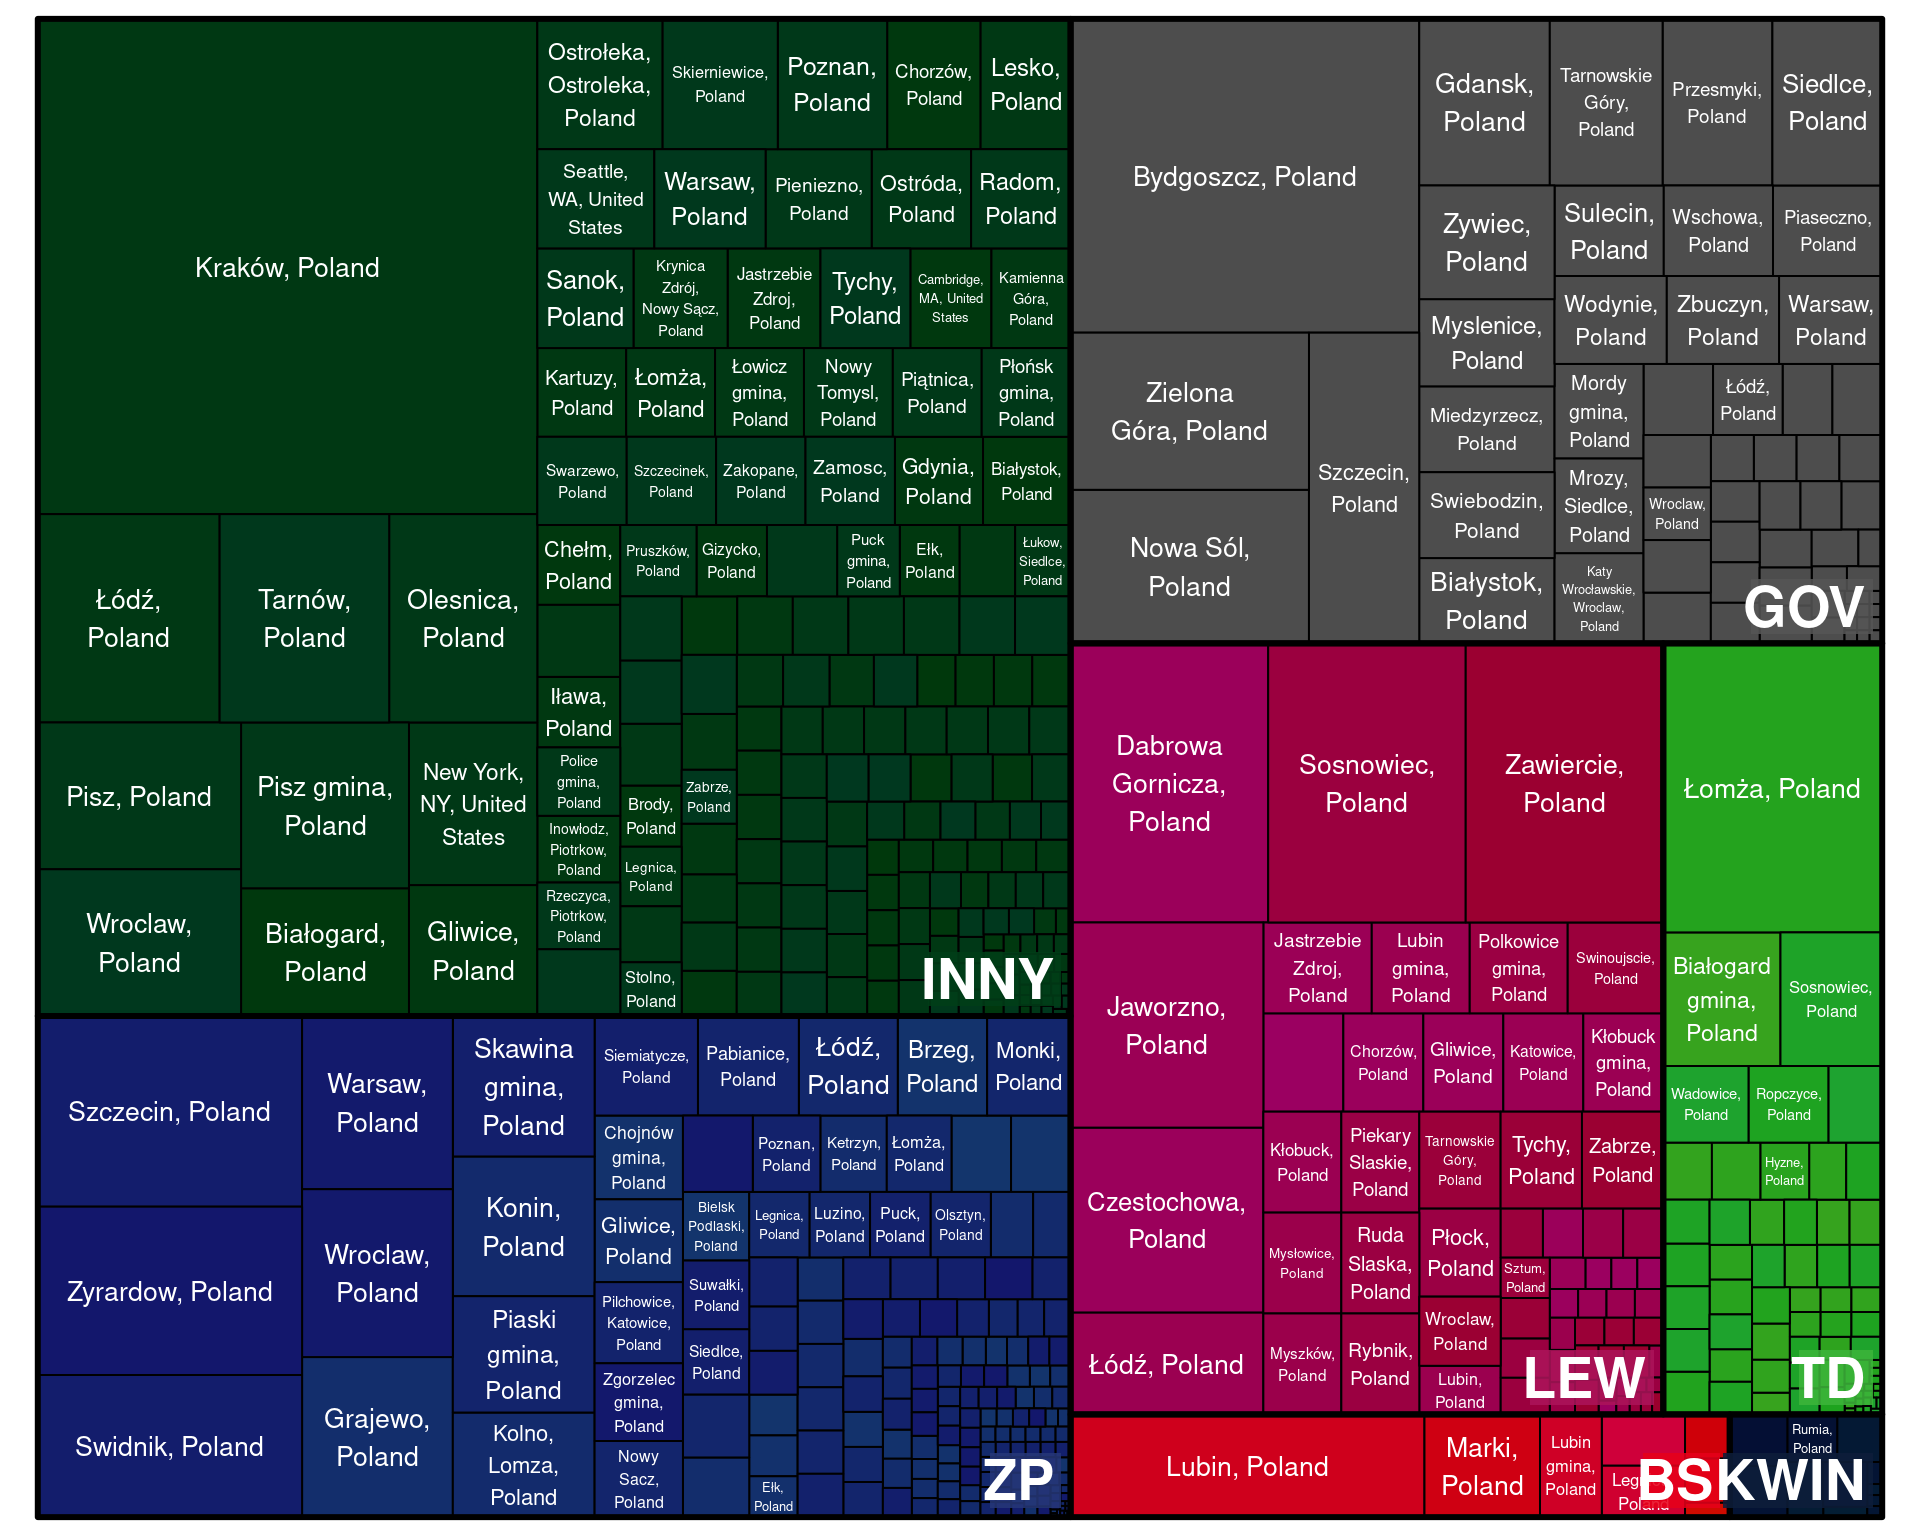 Kraków, Poland
Łódź,
Poland
Tarnów,
Poland
Olesnica,
Poland
Pisz, Poland
Pisz gmina,
Poland
New York,
NY, United
States
Wroclaw,
Poland
Białogard,
Poland
Gliwice,
Poland
Ostrołeka,
Ostroleka,
Poland
Skierniewice,
Poland
Poznan,
Poland
Chorzów,
Poland
Lesko,
Poland
Seattle,
WA, United
States
Warsaw,
Poland
Pieniezno,
Poland
Ostróda,
Poland
Radom,
Poland
Sanok,
Poland
Krynica
Zdrój,
Nowy Sącz,
Poland
Jastrzebie
Zdroj,
Poland
Tychy,
Poland
Cambridge,
MA, United
States
Kamienna
Góra,
Poland
Kartuzy,
Poland
Łomża,
Poland
Łowicz
gmina,
Poland
Nowy
Tomysl,
Poland
Piątnica,
Poland
Płońsk
gmina,
Poland
Swarzewo,
Poland
Szczecinek,
Poland
Zakopane,
Poland
Zamosc,
Poland
Gdynia,
Poland
Białystok,
Poland
Chełm,
Poland
Pruszków,
Poland
Gizycko,
Poland
Puck
gmina,
Poland
Ełk,
Poland
Łukow,
Siedlce,
Poland
Iława,
Poland
Police
gmina,
Poland
Inowłodz,
Piotrkow,
Poland
Rzeczyca,
Piotrkow,
Poland
Zabrze,
Poland
Brody,
Poland
Legnica,
Poland
Stolno,
Poland
INNY
Bydgoszcz, Poland
Zielona
Góra, Poland
Nowa Sól,
Poland
Szczecin,
Poland
Gdansk,
Poland
Tarnowskie
Góry,
Poland
Przesmyki,
Poland
Siedlce,
Poland
Zywiec,
Poland
Sulecin,
Poland
Wschowa,
Poland
Piaseczno,
Poland
Myslenice,
Poland
Wodynie,
Poland
Zbuczyn,
Poland
Warsaw,
Poland
Miedzyrzecz,
Poland
Mordy
gmina,
Poland
Łódź,
Poland
Swiebodzin,
Poland
Mrozy,
Siedlce,
Poland
Wroclaw,
Poland
Białystok,
Poland
Katy
Wrocławskie,
Wroclaw,
Poland
GOV
Dabrowa
Gornicza,
Poland
Sosnowiec,
Poland
Zawiercie,
Poland
Jaworzno,
Poland
Czestochowa,
Poland
Łódź, Poland
Jastrzebie
Zdroj,
Poland
Lubin
gmina,
Poland
Polkowice
gmina,
Poland
Swinoujscie,
Poland
Chorzów,
Poland
Gliwice,
Poland
Katowice,
Poland
Kłobuck
gmina,
Poland
Kłobuck,
Poland
Piekary
Slaskie,
Poland
Tarnowskie
Góry,
Poland
Tychy,
Poland
Zabrze,
Poland
Mysłowice,
Poland
Ruda
Slaska,
Poland
Płock,
Poland
Sztum,
Poland
Wroclaw,
Poland
Myszków,
Poland
Rybnik,
Poland
Lubin,
Poland
LEW
Łomża, Poland
Białogard
gmina,
Poland
Sosnowiec,
Poland
Wadowice,
Poland
Ropczyce,
Poland
Hyzne,
Poland
TD
Szczecin, Poland
Zyrardow, Poland
Swidnik, Poland
Warsaw,
Poland
Wroclaw,
Poland
Grajewo,
Poland
Skawina
gmina,
Poland
Konin,
Poland
Piaski
gmina,
Poland
Kolno,
Lomza,
Poland
Siemiatycze,
Poland
Pabianice,
Poland
Łódź,
Poland
Brzeg,
Poland
Monki,
Poland
Chojnów
gmina,
Poland
Poznan,
Poland
Ketrzyn,
Poland
Łomża,
Poland
Gliwice,
Poland
Bielsk
Podlaski,
Poland
Legnica,
Poland
Luzino,
Poland
Puck,
Poland
Olsztyn,
Poland
Pilchowice,
Katowice,
Poland
Suwałki,
Poland
Siedlce,
Poland
Zgorzelec
gmina,
Poland
Nowy
Sacz,
Poland
Ełk,
Poland
ZP
Lubin, Poland
Marki,
Poland
Lubin
gmina,
Poland
Rumia,
Poland
BSKWIN